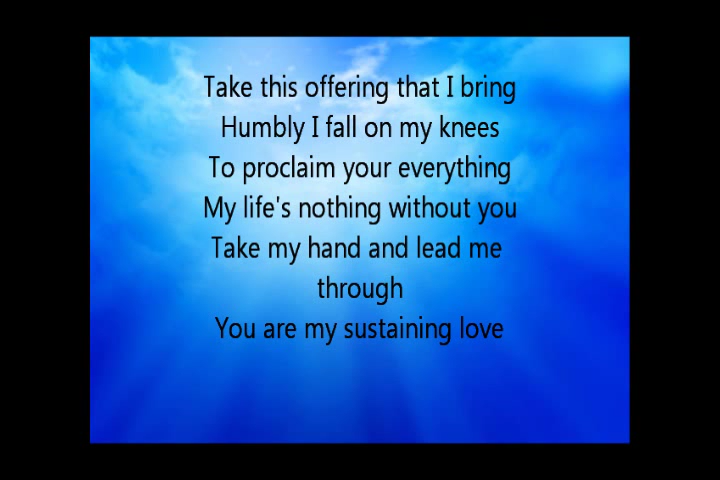 Take this offering that I bring
Humbly I fall on my knees
To proclaim your everything
My life's nothing without you
Take my hand and lead me
through
You are my sustaining love